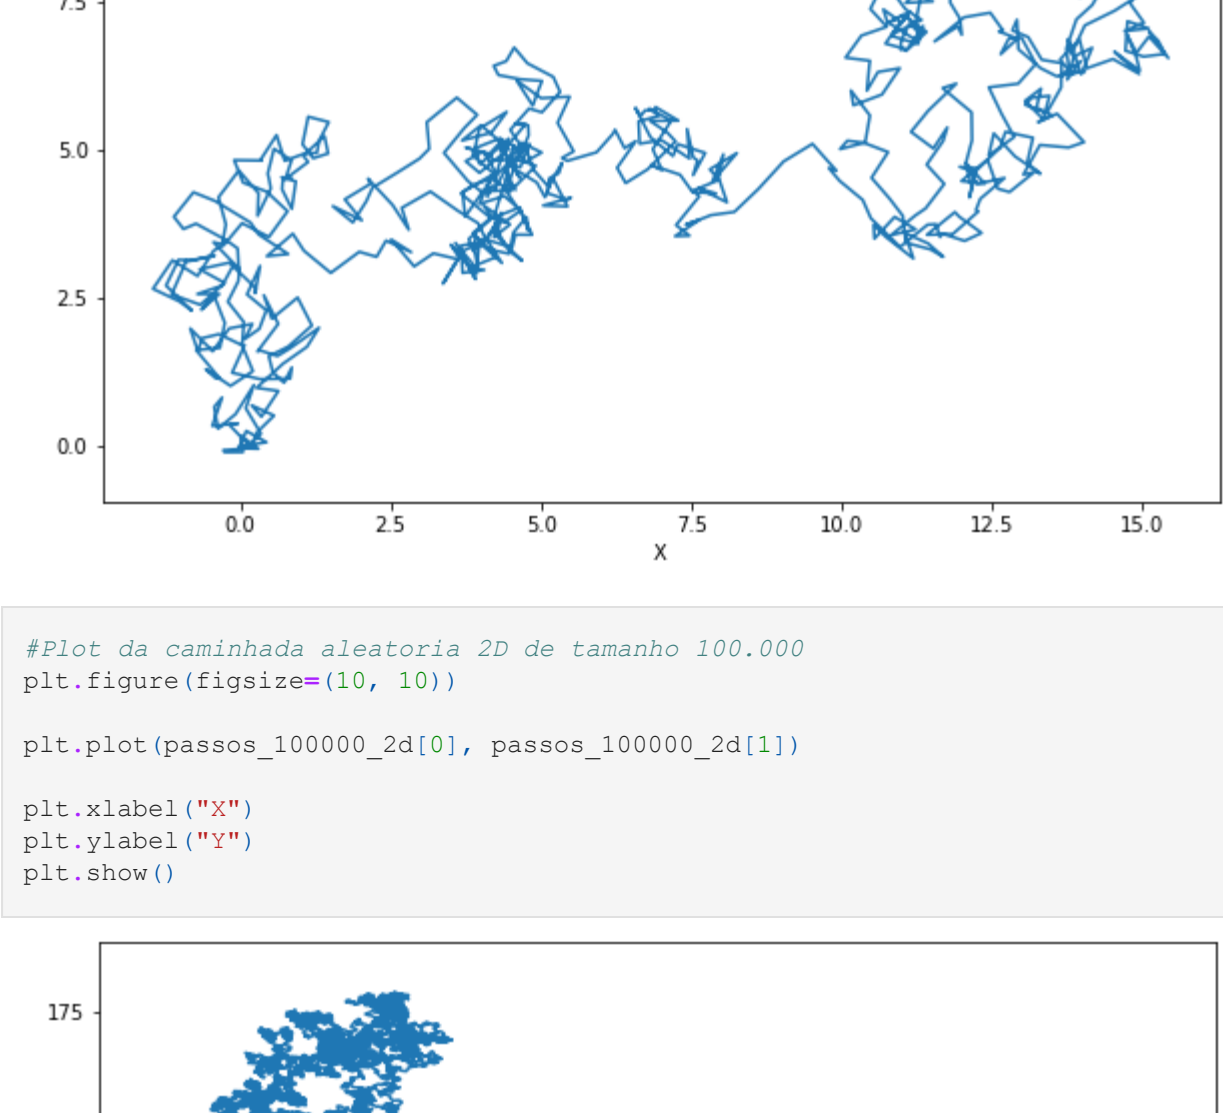 7.5
5.0
2.5
0.0
0.0 2.5 5.0 7.5 10.0 12.5 15.0
X
#Plot da caminhada aleatoria 2D de tamanho 100.000
plt.figure(figsize=(10, 10))
plt.plot(passos_100000_2d[0], passos_100000_2d[1])
plt.xlabel("X")
plt.ylabel("Y")
plt.show()
175